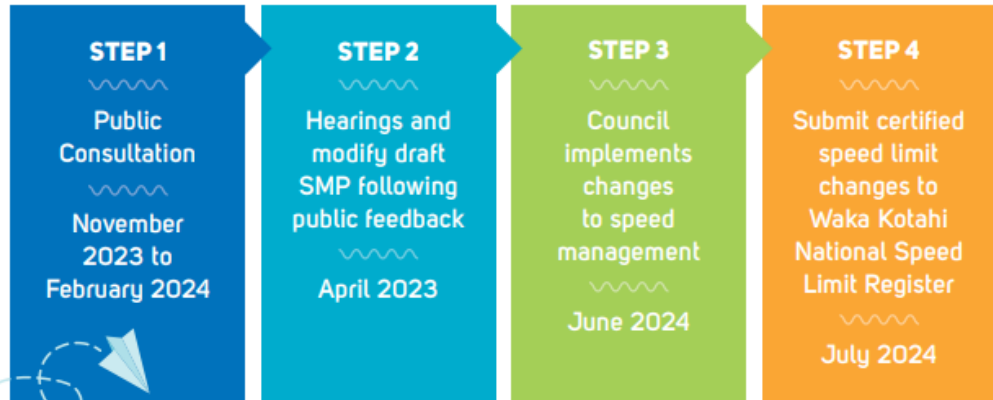 STEP 1
Public
Consultation
November
2023 to
February 2024
STEP 2
Hearings and
modify draft
SMP following
public feedback
April 2023
STEP 3
Council
implements
changes
to speed
management
June 2024
STEP 4
Submit certified
speed limit
changes to
Waka Kotahi
National Speed
Limit Register
July 2024